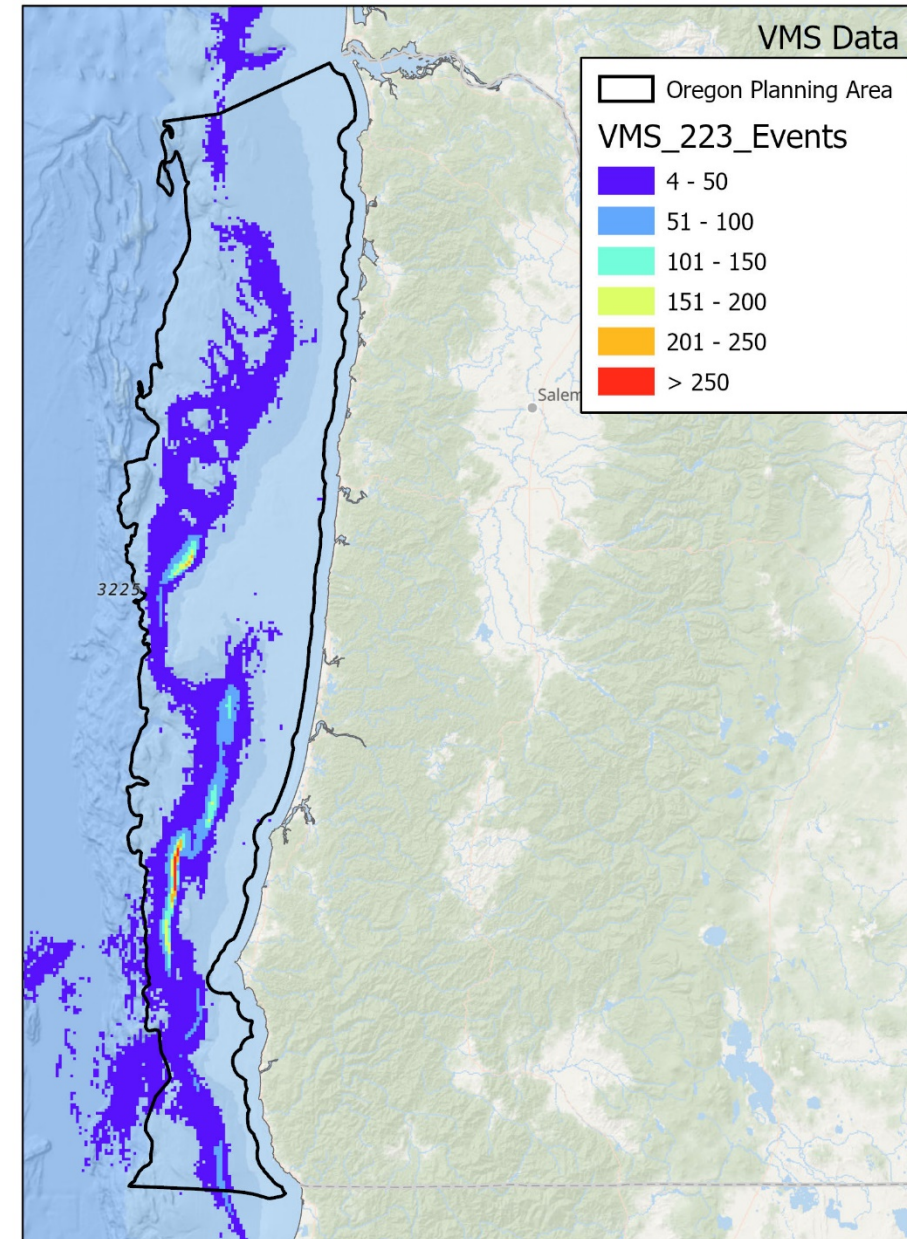 VMS Data
Oregon Planning Area
VMS_223_Events
4 - 50
51 - 100
101 - 150
151 - 200
201 - 250
> 250
Salem
3225